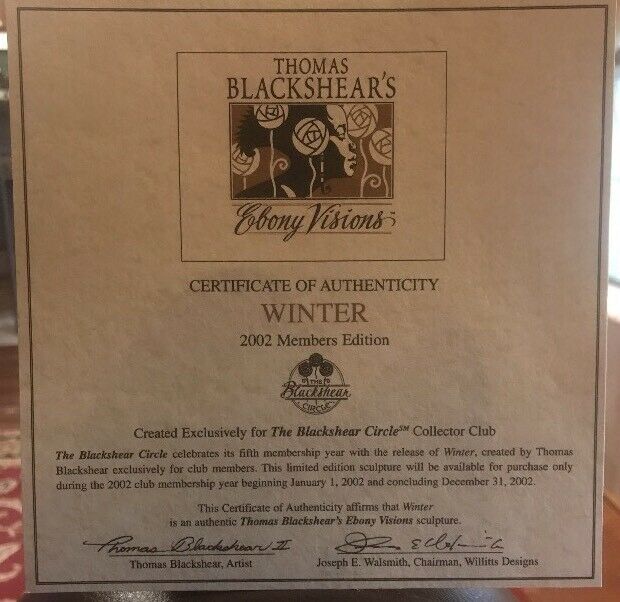 THOMAS
BLACKSHEAR'S
Ebony Visions
CERTIFICATE OF AUTHENTICITY
WINTER
2002 Members Edition
THE
Blackshear
CIRCLE
Created Exclusively for The Blackshear Circle℠ Collector Club
The Blackshear Circle celebrates its fifth membership year with the release of Winter, created by Thomas
Blackshear exclusively for club members. This limited edition sculpture will be available for purchase only
during the 2002 club membership year beginning January 1, 2002 and concluding December 31, 2002.
This Certificate of Authenticity affirms that Winter
is an authentic Thomas Blackshear's Ebony Visions sculpture.
Thomas Blackshear II
Thomas Blackshear, Artist
Joseph E. Walsmith, Chairman, Willitts Designs